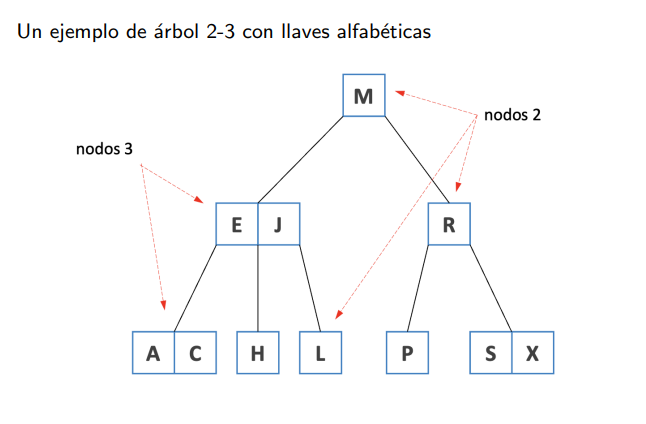 Un ejemplo de árbol 2-3 con llaves alfabéticas
M
nodos 2
nodos 3
E J
R
A C
H
L
P
S X